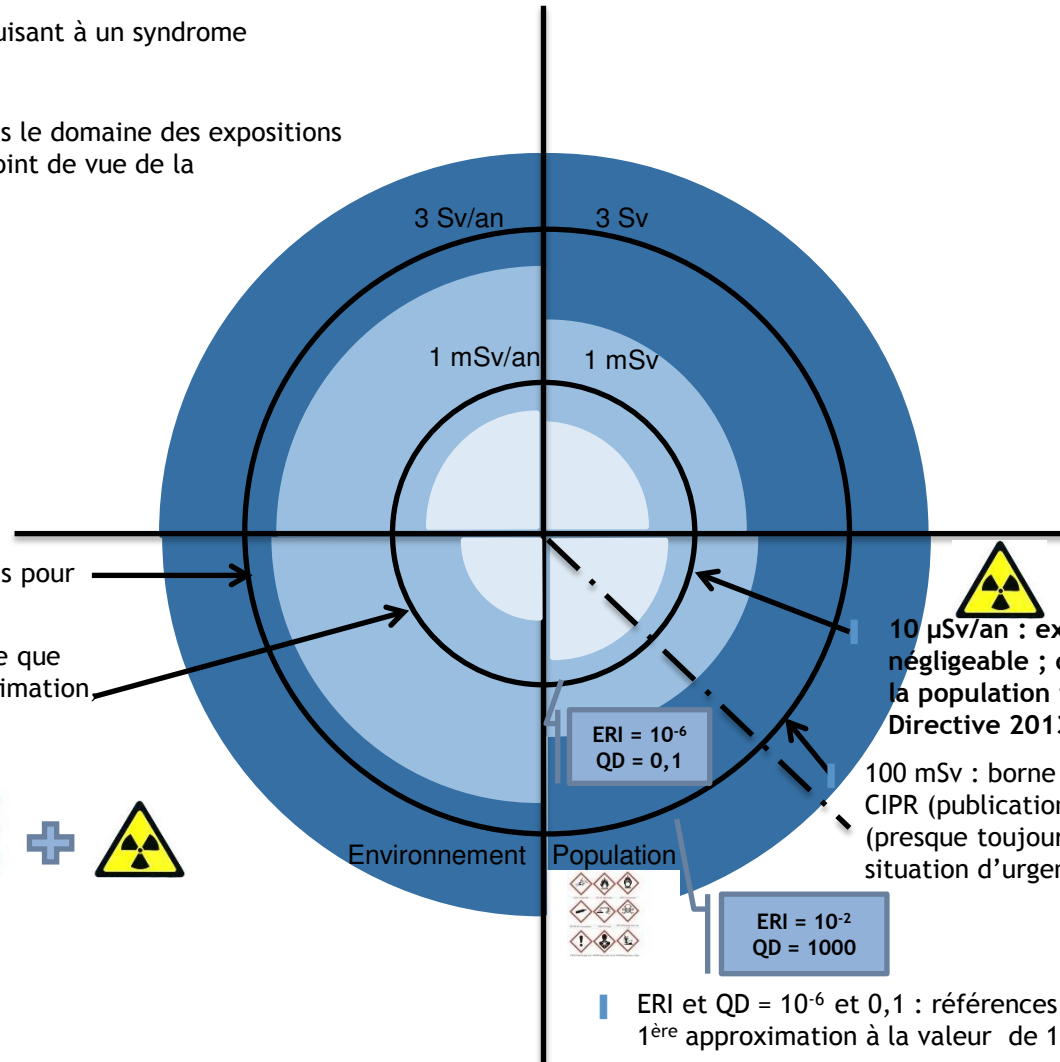 uisant à un syndrome
s le domaine des expositions
oint de vue de la
3 Sv/an
3 Sv
1 mSv/an
1 mSv
s pour
e que
imation,
10 µSv/an : ex
négligeable ; 
la population
Directive 201
ERI = 10⁻⁶
QD = 0,1
100 mSv : borne
CIPR (publication
(presque toujour
situation d’urgen
Environnement
Population
ERI = 10⁻²
QD = 1000
ERI et QD = 10⁻⁶ et 0,1 : références
1ère approximation à la valeur de 1